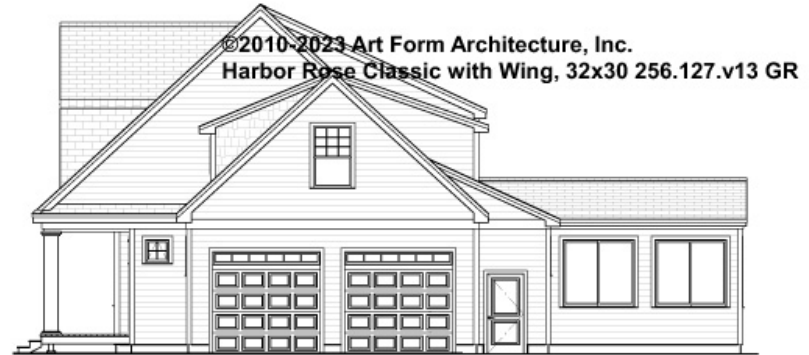 ©2010-2023 Art Form Architecture, Inc.
Harbor Rose Classic with Wing, 32x30 256.127.v13 GR